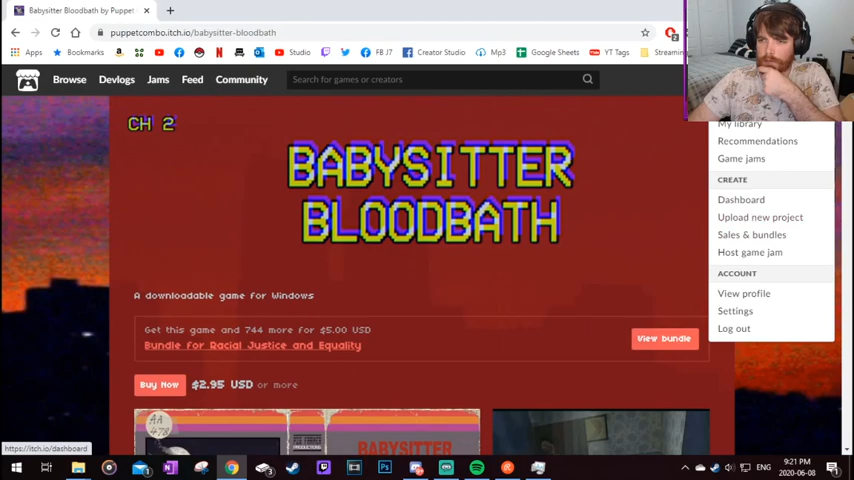 Babysitter Bloodbath by Puppet
puppetcombo.itch.io/babysitter-bloodbath
Apps
Bookmarks
Studio
FB J7
Creator Studio
Mp3
Google Sheets
YT Tags
Streaming
Browse
Devlogs
Jams
Feed
Community
Search for games or creators
My library
Recommendations
Game jams
CREATE
Dashboard
Upload new project
Sales & bundles
Host game jam
ACCOUNT
View profile
Settings
Log out
CH 2
BABYSITTER
BLOODBATH
A downloadable game for Windows
Get this game and 744 more for $5.00 USD
Bundle for Racial Justice and Equality
View bundle
Buy Now
$2.95 USD or more
AA
478
PRODUCTIONS
BABYSITTER
https://itch.io/dashboard
ENG
9:21 PM
2020-06-08